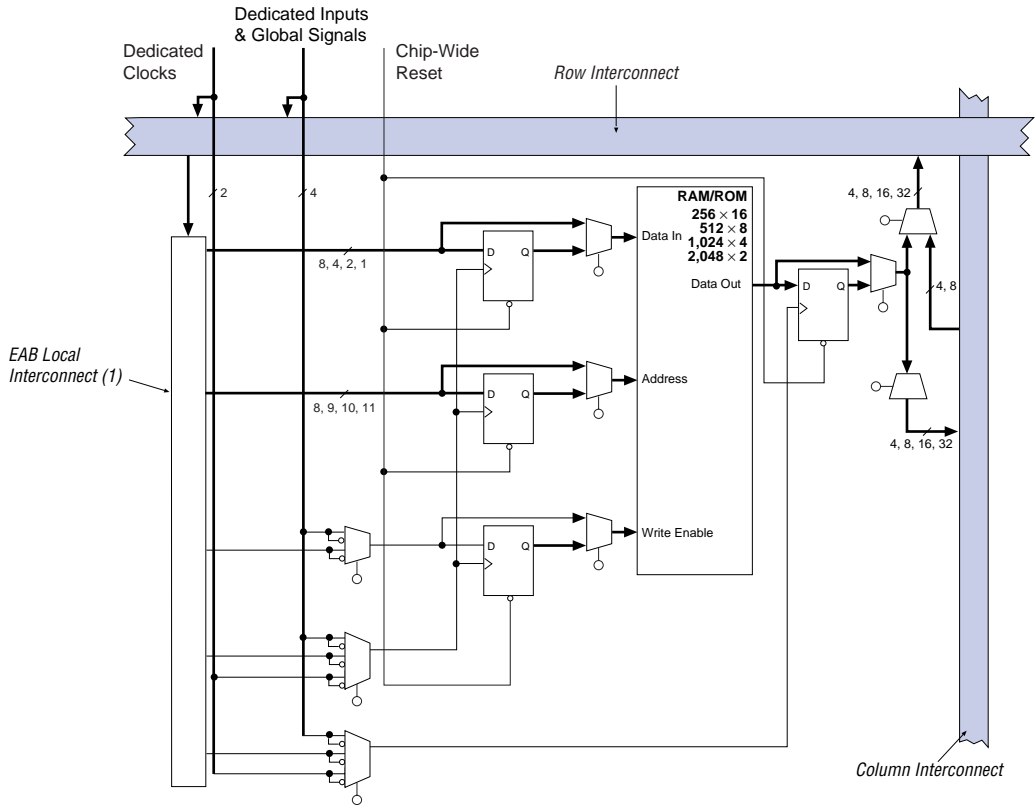 Dedicated Inputs
& Global Signals
Dedicated
Clocks
Chip-Wide
Reset
Row Interconnect
2
4
4, 8, 16, 32
RAM/ROM
256 × 16
512 × 8
1,024 × 4
2,048 × 2
D
Q
Data In
8, 4, 2, 1
Data Out
D
Q
4, 8
EAB Local
Interconnect (1)
D
Q
Address
8, 9, 10, 11
4, 8, 16, 32
D
Q
Write Enable
Column Interconnect